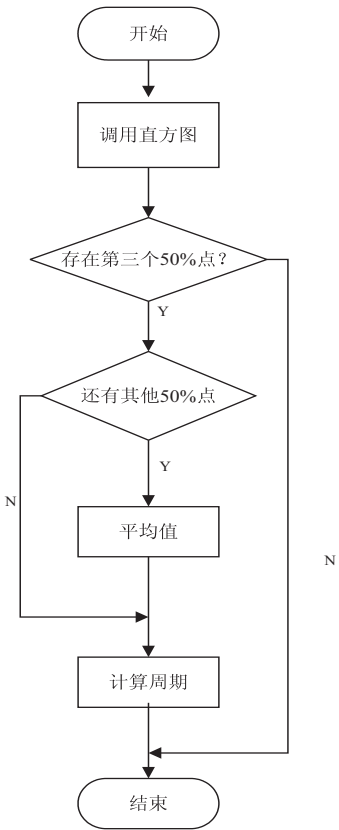 开始
调用直方图
存在第三个50%点?
Y
还有其他50%点
Y
N
平均值
N
计算周期
结束